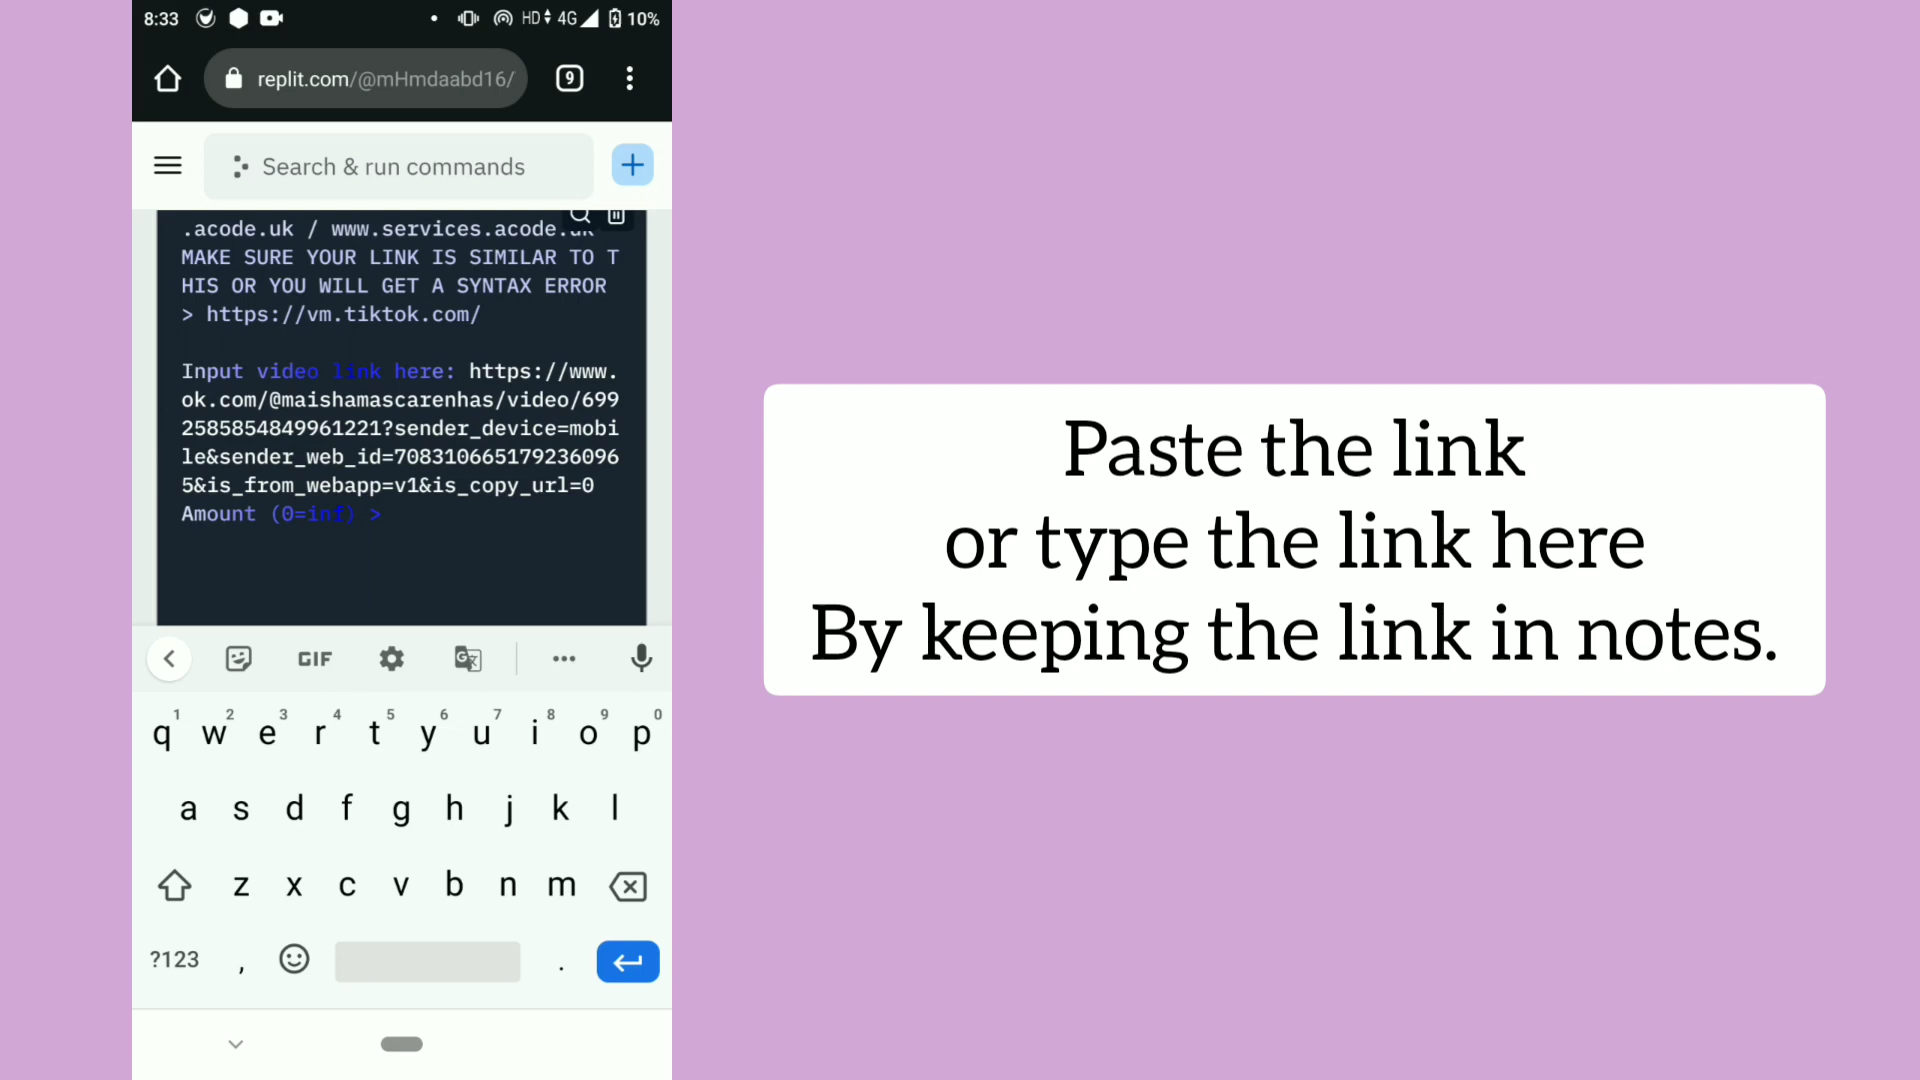 8:33
HD 4G 10%
replit.com/@mHmdaabd16/
9
Search & run commands
.acode.uk / www.services.acode.uk
MAKE SURE YOUR LINK IS SIMILAR TO T
HIS OR YOU WILL GET A SYNTAX ERROR
> https://vm.tiktok.com/
Input video link here: https://www.
ok.com/@maishamascarenhas/video/699
2585854849961221?sender_device=mobi
le&sender_web_id=708310665179236096
5&is_from_webapp=v1&is_copy_url=0
Amount (0=inf) >
GIF
1 2 3 4 5 6 7 8 9 0
q w e r t y u i o p
a s d f g h j k l
z x c v b n m
?123 , .
Paste the link
or type the link here
By keeping the link in notes.